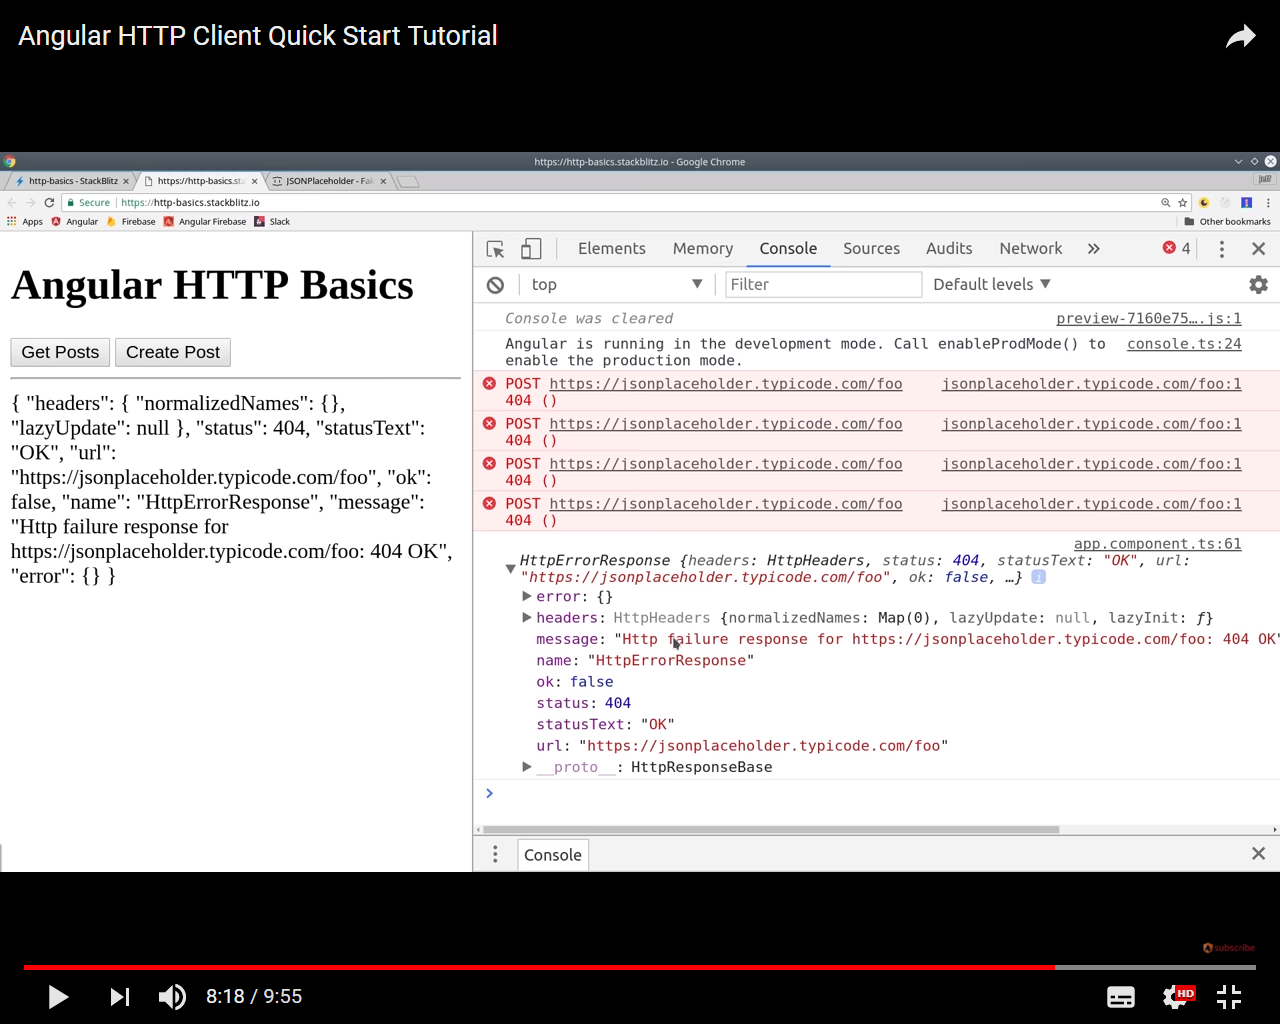 Angular HTTP Client Quick Start Tutorial
https://http-basics.stackblitz.io - Google Chrome
http-basics - StackBlitz
https://http-basics.sta
JSONPlaceholder - Fak
Secure
https://http-basics.stackblitz.io
Apps
Angular
Firebase
Angular Firebase
Slack
Other bookmarks
Angular HTTP Basics
Get Posts
Create Post
{ "headers": { "normalizedNames": {},
"lazyUpdate": null }, "status": 404, "statusText":
"OK", "url":
"https://jsonplaceholder.typicode.com/foo", "ok":
false, "name": "HttpErrorResponse", "message":
"Http failure response for
https://jsonplaceholder.typicode.com/foo: 404 OK",
"error": {} }
Elements
Memory
Console
Sources
Audits
Network
»
4
top
Filter
Default levels
Console was cleared
preview-7160e75….js:1
Angular is running in the development mode. Call enableProdMode() to
console.ts:24
enable the production mode.
POST https://jsonplaceholder.typicode.com/foo
jsonplaceholder.typicode.com/foo:1
404 ()
POST https://jsonplaceholder.typicode.com/foo
jsonplaceholder.typicode.com/foo:1
404 ()
POST https://jsonplaceholder.typicode.com/foo
jsonplaceholder.typicode.com/foo:1
404 ()
POST https://jsonplaceholder.typicode.com/foo
jsonplaceholder.typicode.com/foo:1
404 ()
app.component.ts:61
HttpErrorResponse {headers: HttpHeaders, status: 404, statusText: "OK", url:
"https://jsonplaceholder.typicode.com/foo", ok: false, …}
error: {}
headers: HttpHeaders {normalizedNames: Map(0), lazyUpdate: null, lazyInit: ƒ}
message: "Http failure response for https://jsonplaceholder.typicode.com/foo: 404 OK"
name: "HttpErrorResponse"
ok: false
status: 404
statusText: "OK"
url: "https://jsonplaceholder.typicode.com/foo"
__proto__: HttpResponseBase
Console
subscribe
8:18 / 9:55
HD